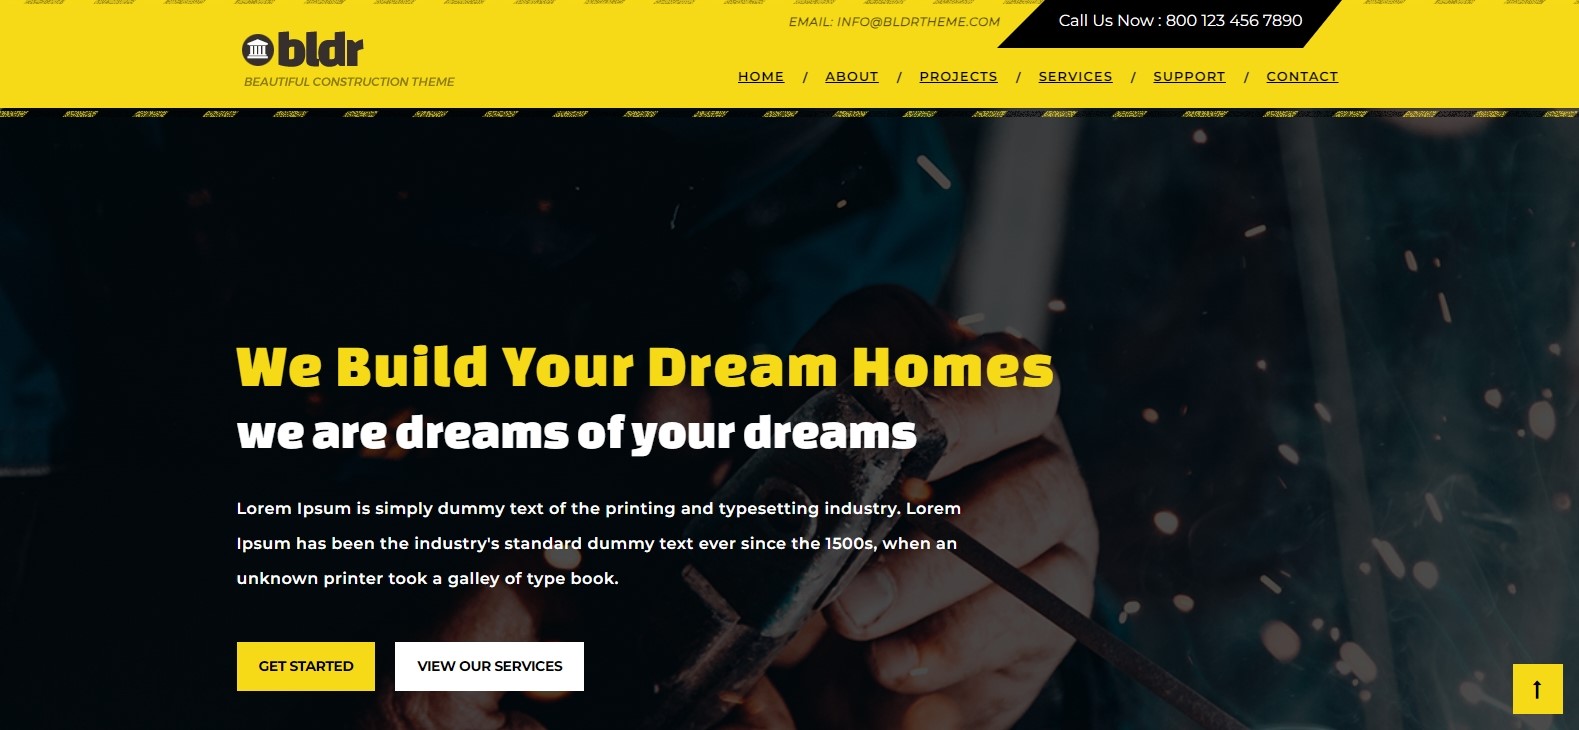 EMAIL: INFO@BLDRTHEME.COM
Call Us Now : 800 123 456 7890
bldr
BEAUTIFUL CONSTRUCTION THEME
HOME / ABOUT / PROJECTS / SERVICES / SUPPORT / CONTACT
We Build Your Dream Homes
we are dreams of your dreams
Lorem Ipsum is simply dummy text of the printing and typesetting industry. Lorem
Ipsum has been the industry's standard dummy text ever since the 1500s, when an
unknown printer took a galley of type book.
GET STARTED
VIEW OUR SERVICES